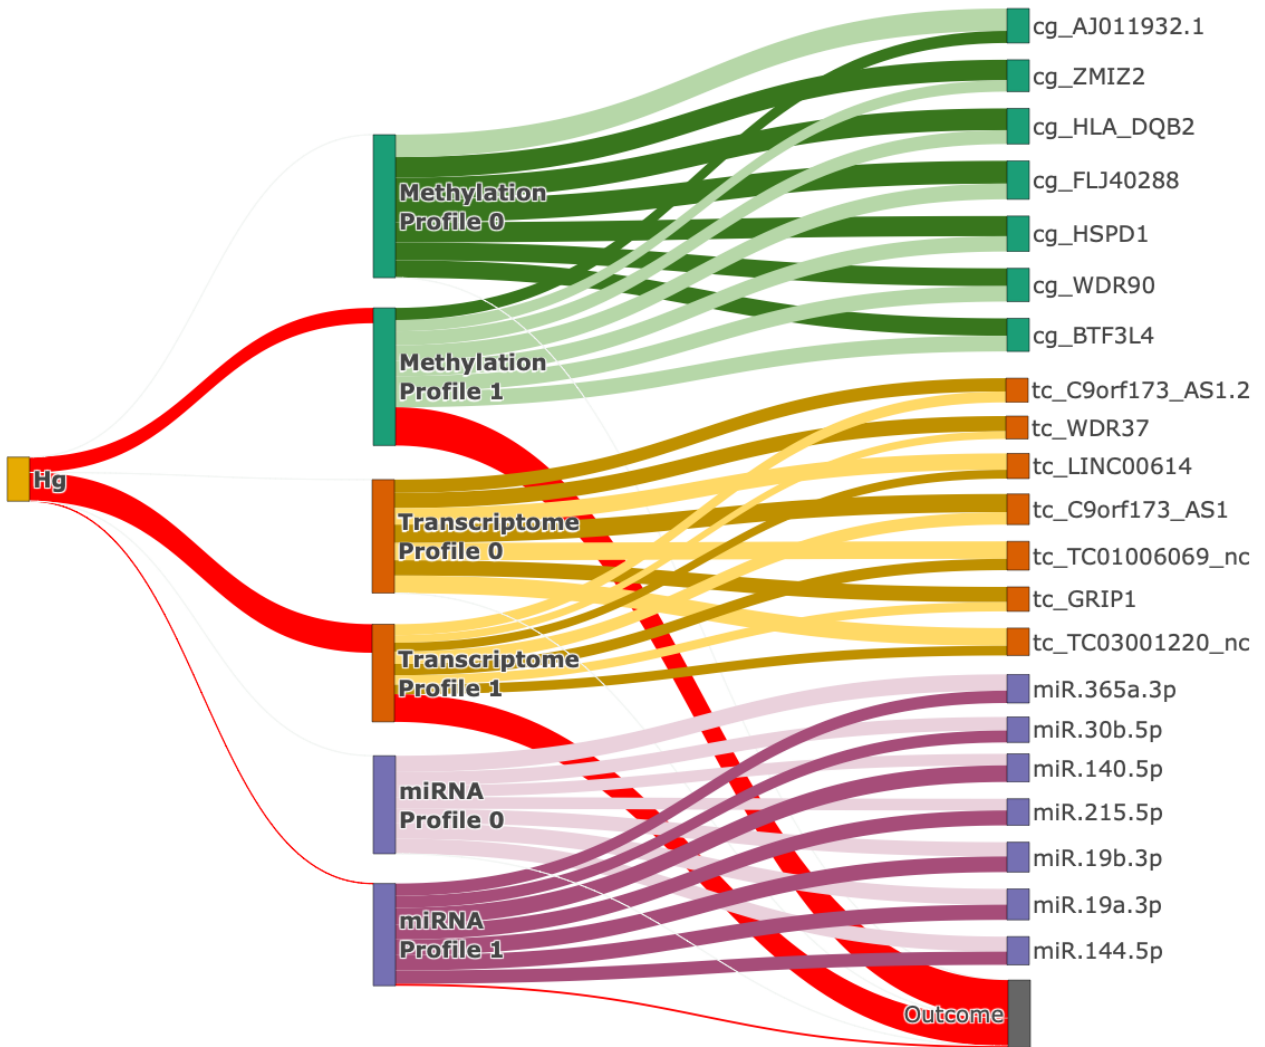 Hg
Methylation
Profile 0
Methylation
Profile 1
Transcriptome
Profile 0
Transcriptome
Profile 1
miRNA
Profile 0
miRNA
Profile 1
cg_AJ011932.1
cg_ZMIZ2
cg_HLA_DQB2
cg_FLJ40288
cg_HSPD1
cg_WDR90
cg_BTF3L4
tc_C9orf173_AS1.2
tc_WDR37
tc_LINC00614
tc_C9orf173_AS1
tc_TC01006069_nc
tc_GRIP1
tc_TC03001220_nc
miR.365a.3p
miR.30b.5p
miR.140.5p
miR.215.5p
miR.19b.3p
miR.19a.3p
miR.144.5p
Outcome